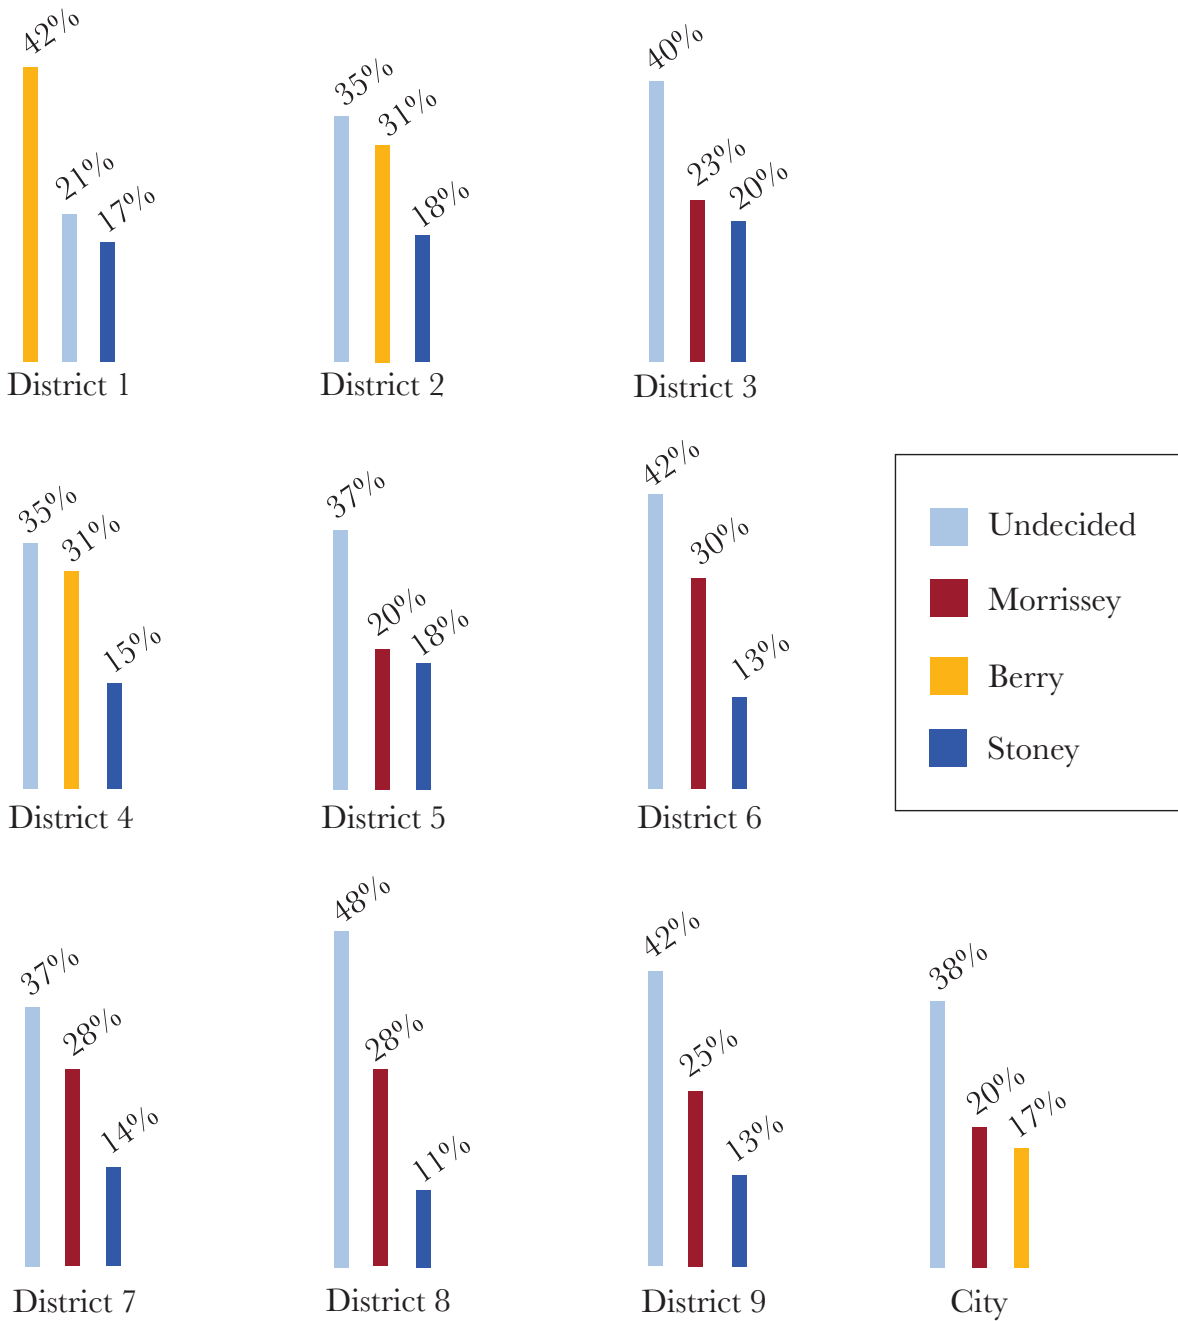 42%
21%
17%
District 1
35%
31%
18%
District 2
40%
23%
20%
District 3
35%
31%
15%
District 4
37%
20%
18%
District 5
42%
30%
13%
District 6
Undecided
Morrissey
Berry
Stoney
37%
28%
14%
District 7
48%
28%
11%
District 8
42%
25%
13%
District 9
38%
20%
17%
City